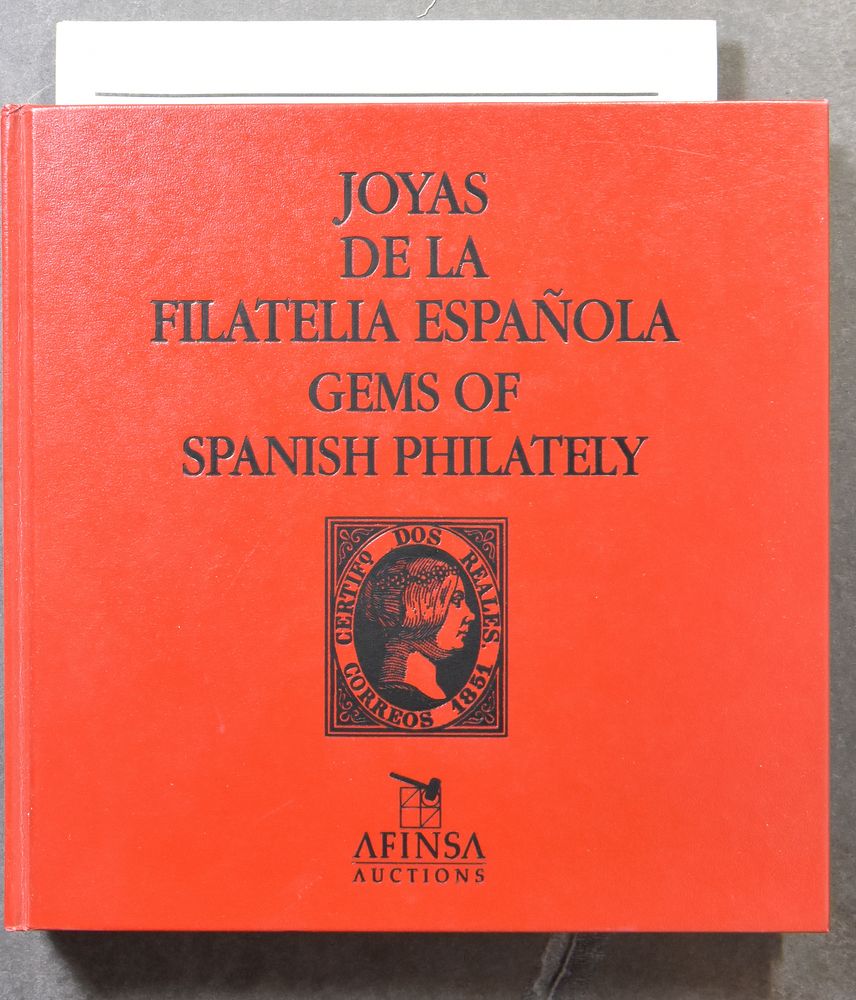 JOYAS
DE LA
FILATELIA ESPAÑOLA
GEMS OF
SPANISH PHILATELY
CERTIFº DOS REALES.
CORREOS 1851
AFINSA
AUCTIONS